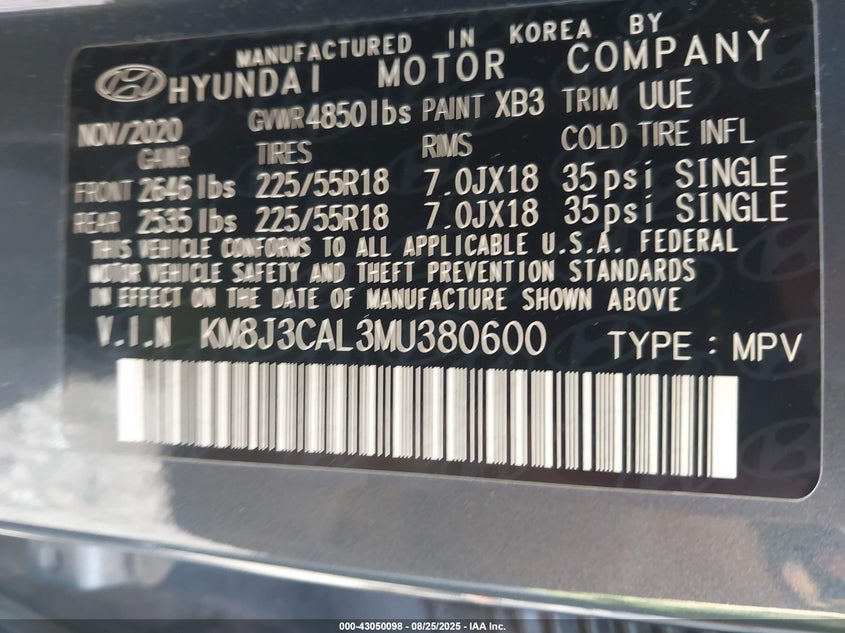 MANUFACTURED IN KOREA BY
HYUNDAI MOTOR COMPANY
NOV/2020 GVWR 4850lbs PAINT XB3 TRIM UUE
GAWR TIRES RIMS COLD TIRE INFL
FRONT 2646 lbs 225/55R18 7.0JX18 35psi SINGLE
REAR 2535 lbs 225/55R18 7.0JX18 35psi SINGLE
THIS VEHICLE CONFORMS TO ALL APPLICABLE U.S.A. FEDERAL
MOTOR VEHICLE SAFETY AND THEFT PREVENTION STANDARDS
IN EFFECT ON THE DATE OF MANUFACTURE SHOWN ABOVE
V.I.N KM8J3CAL3MU380600 TYPE : MPV
000-43050098 - 08/25/2025 - IAA Inc.